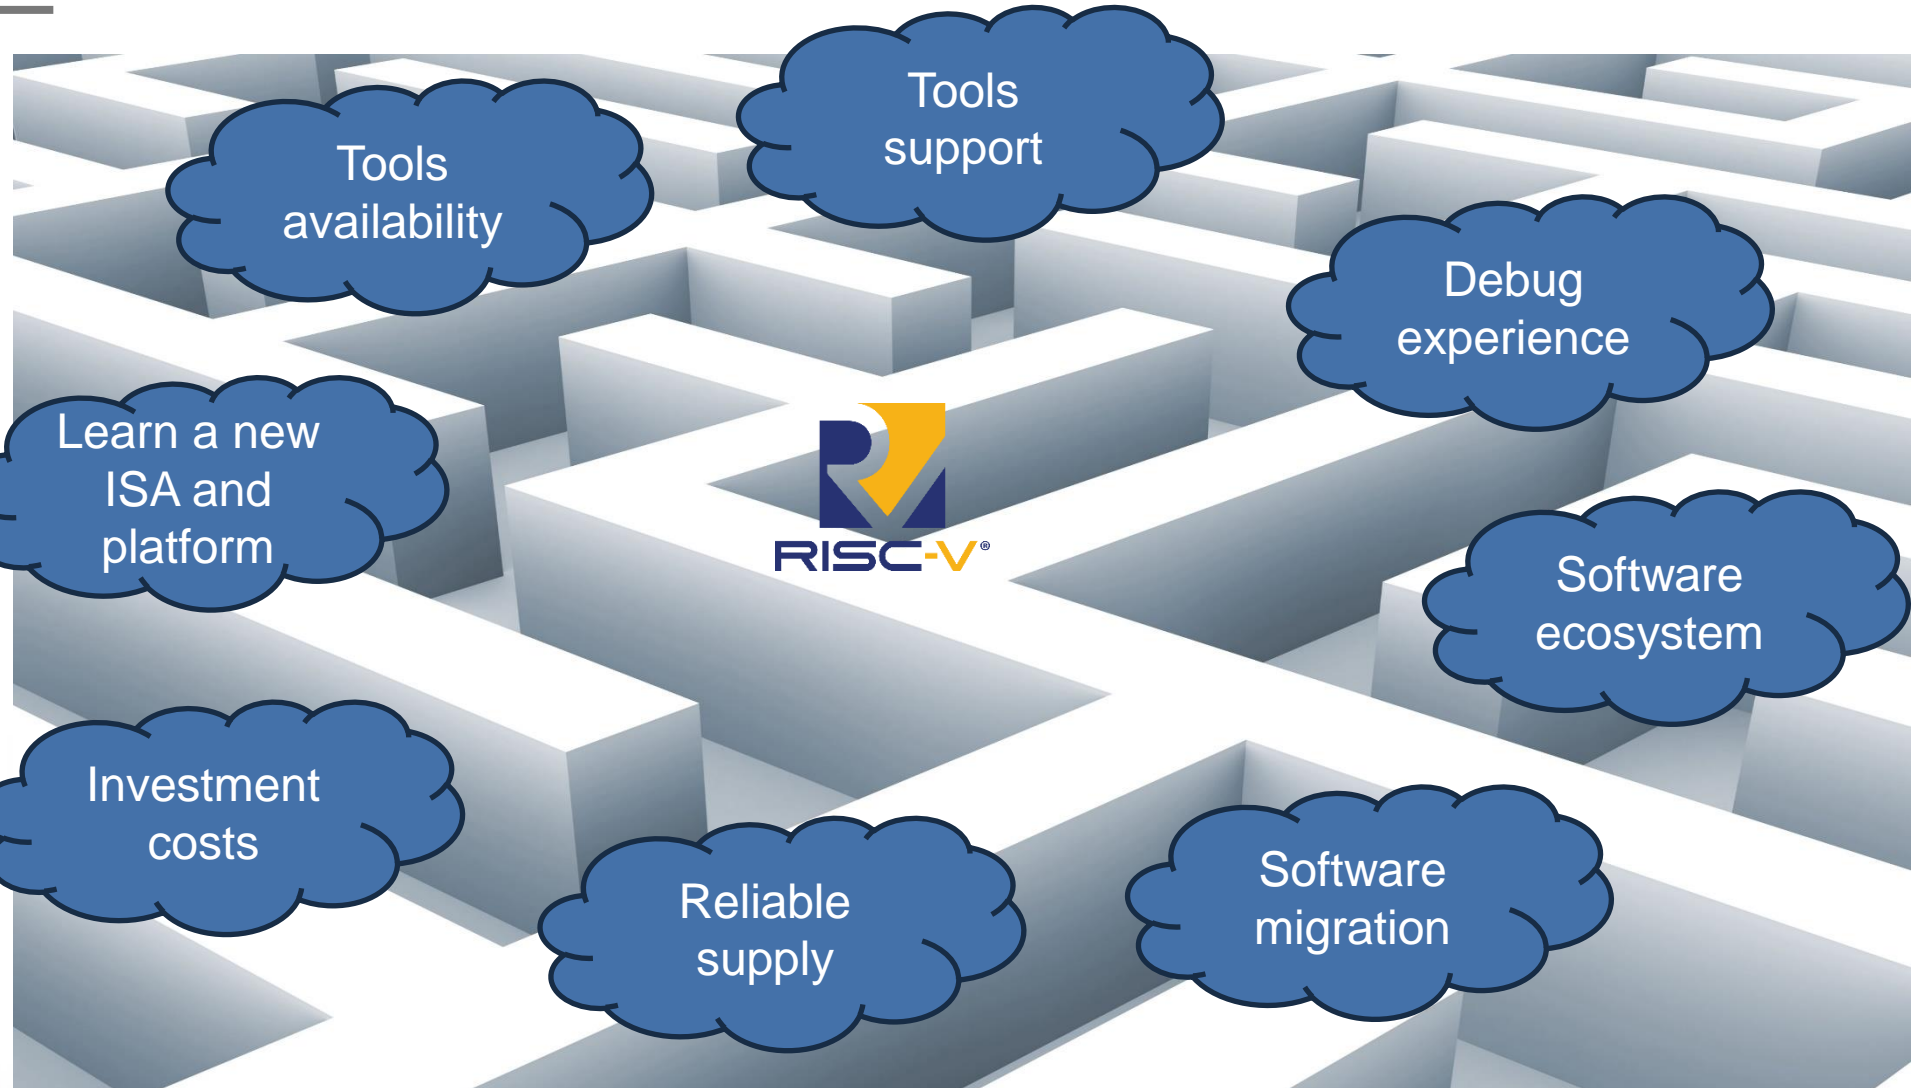 Tools
support
Tools
availability
Debug
experience
Learn a new
ISA and
platform
RISC-V®
Software
ecosystem
Investment
costs
Reliable
supply
Software
migration